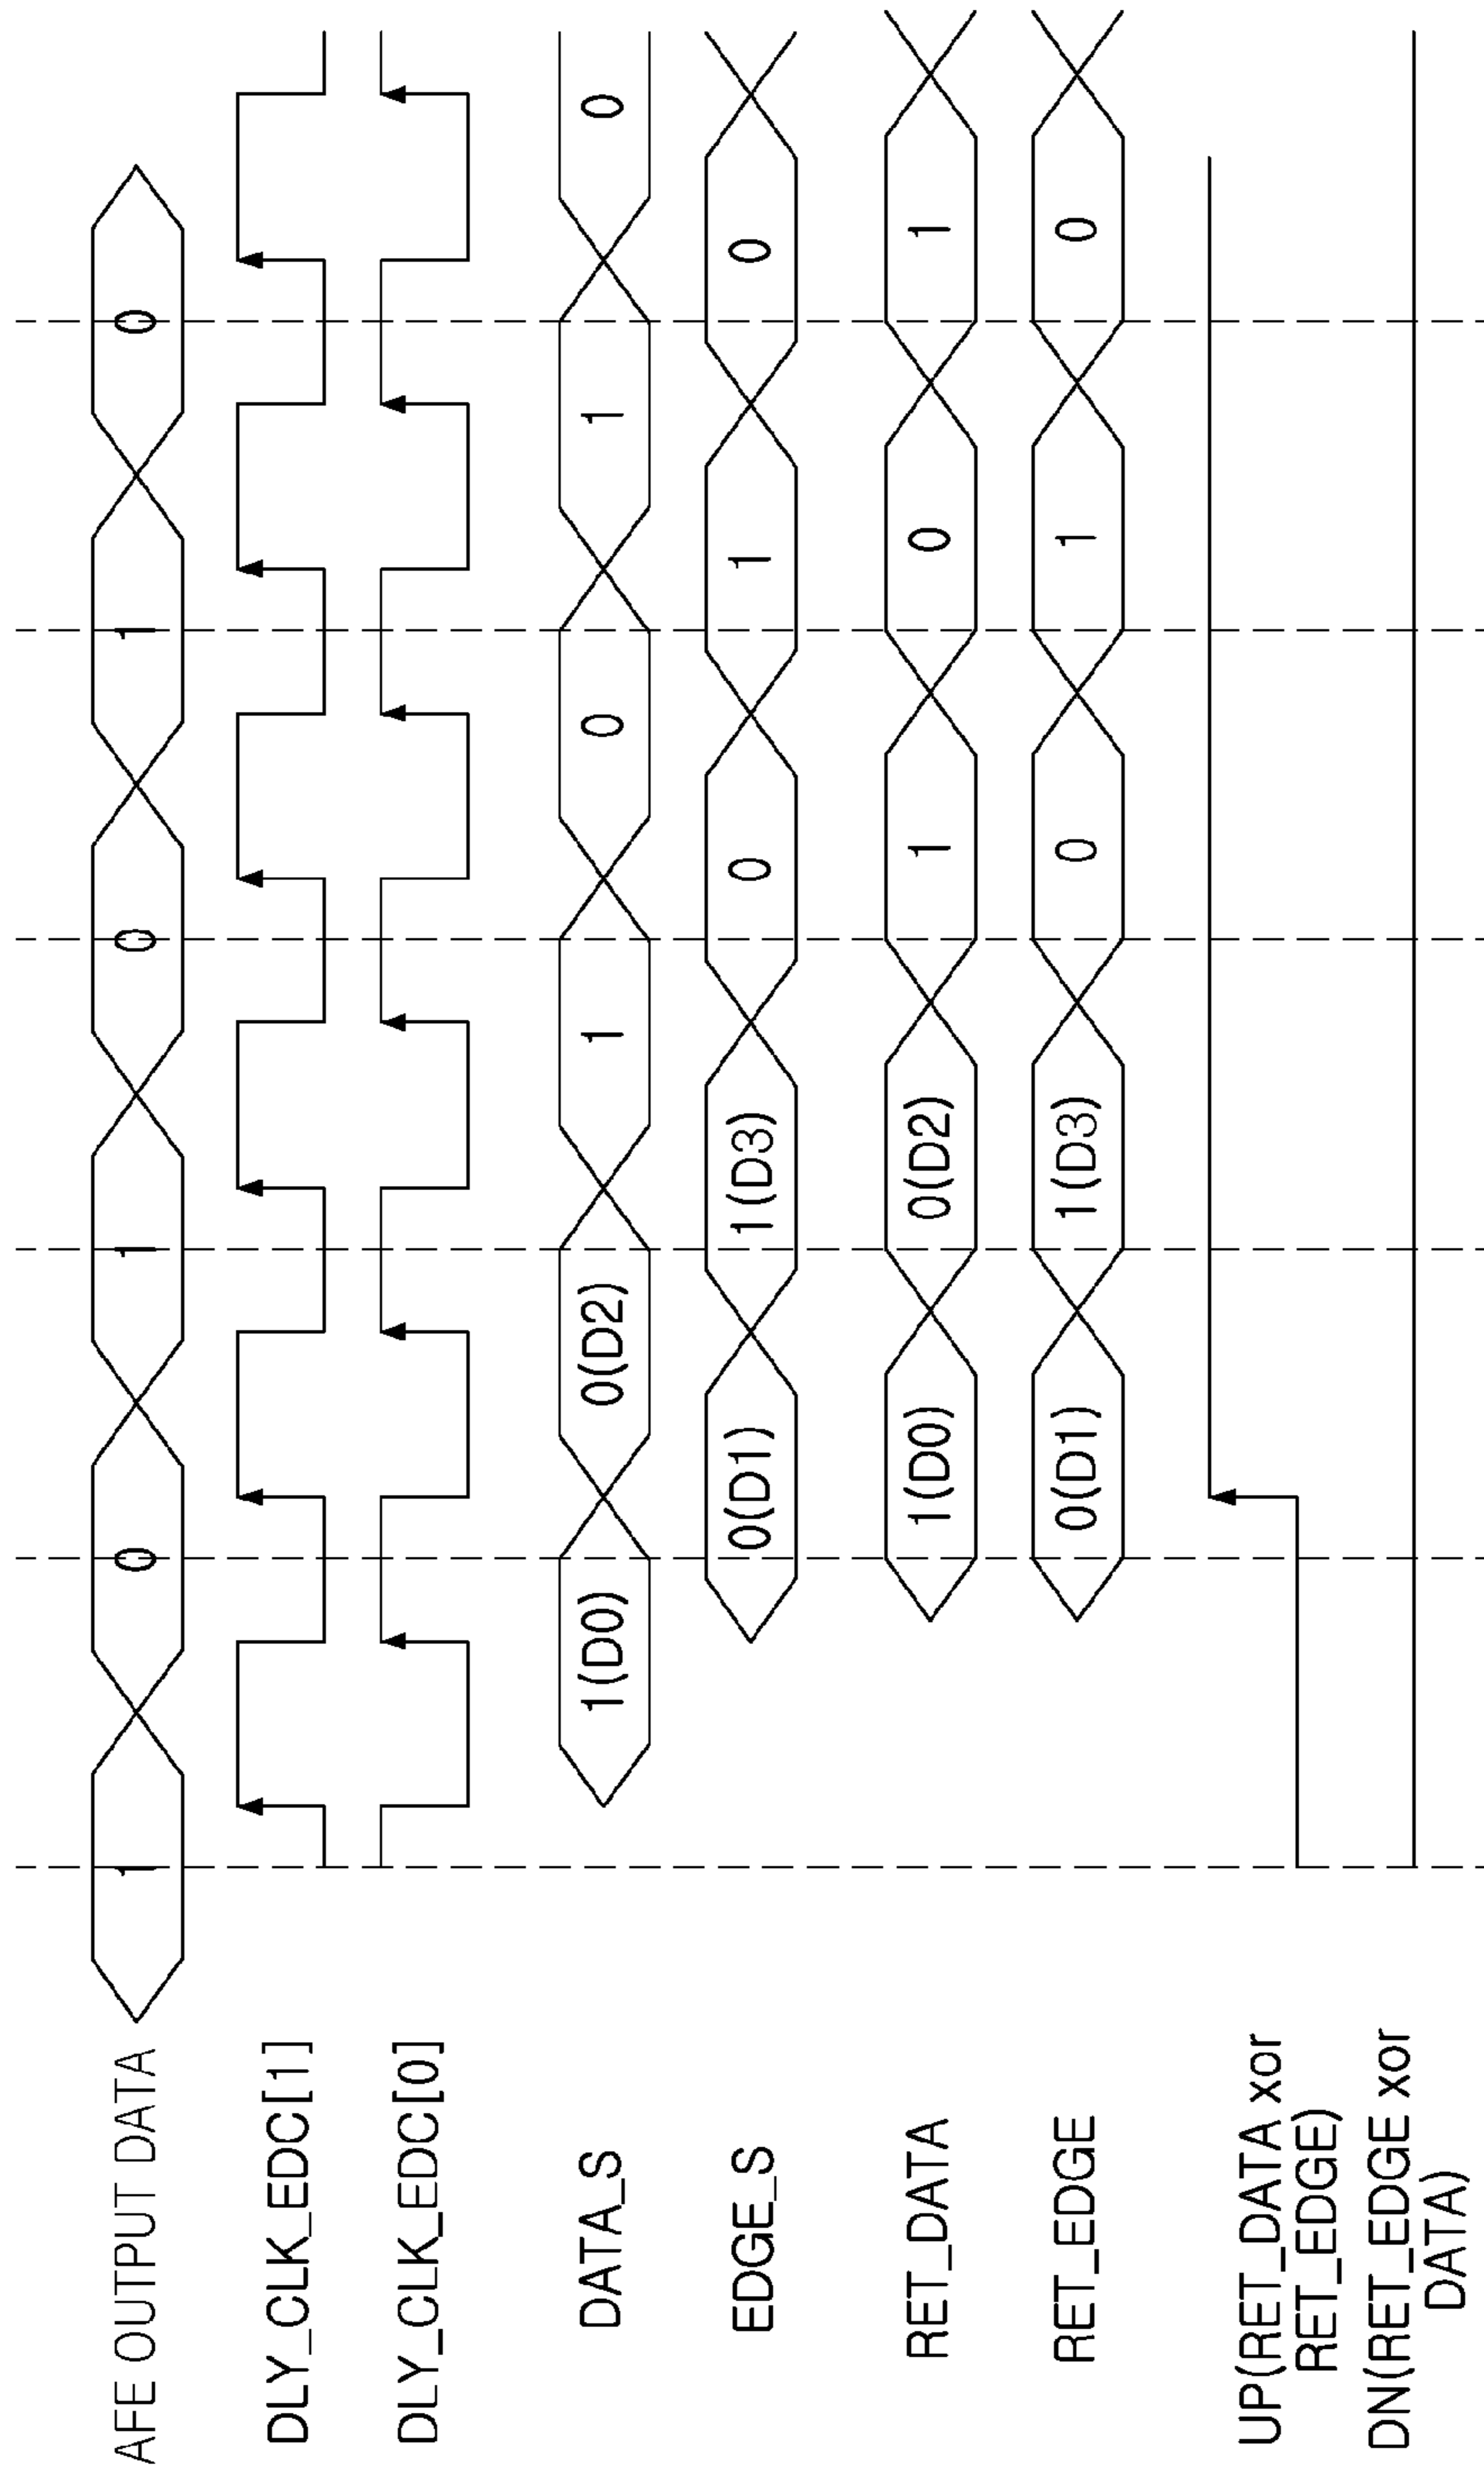 AFE OUTPUT DATA
1
0
1
0
1
0
DLY_CLK_EDC[1]
DLY_CLK_EDC[0]
DATA_S
1(D0)
0(D2)
1
0
1
0
EDGE_S
0(D1)
1(D3)
0
1
0
RET_DATA
1(D0)
0(D2)
1
0
1
RET_EDGE
0(D1)
1(D3)
0
1
0
UP(RET_DATA xor
RET_EDGE)
DN(RET_EDGE xor
DATA)